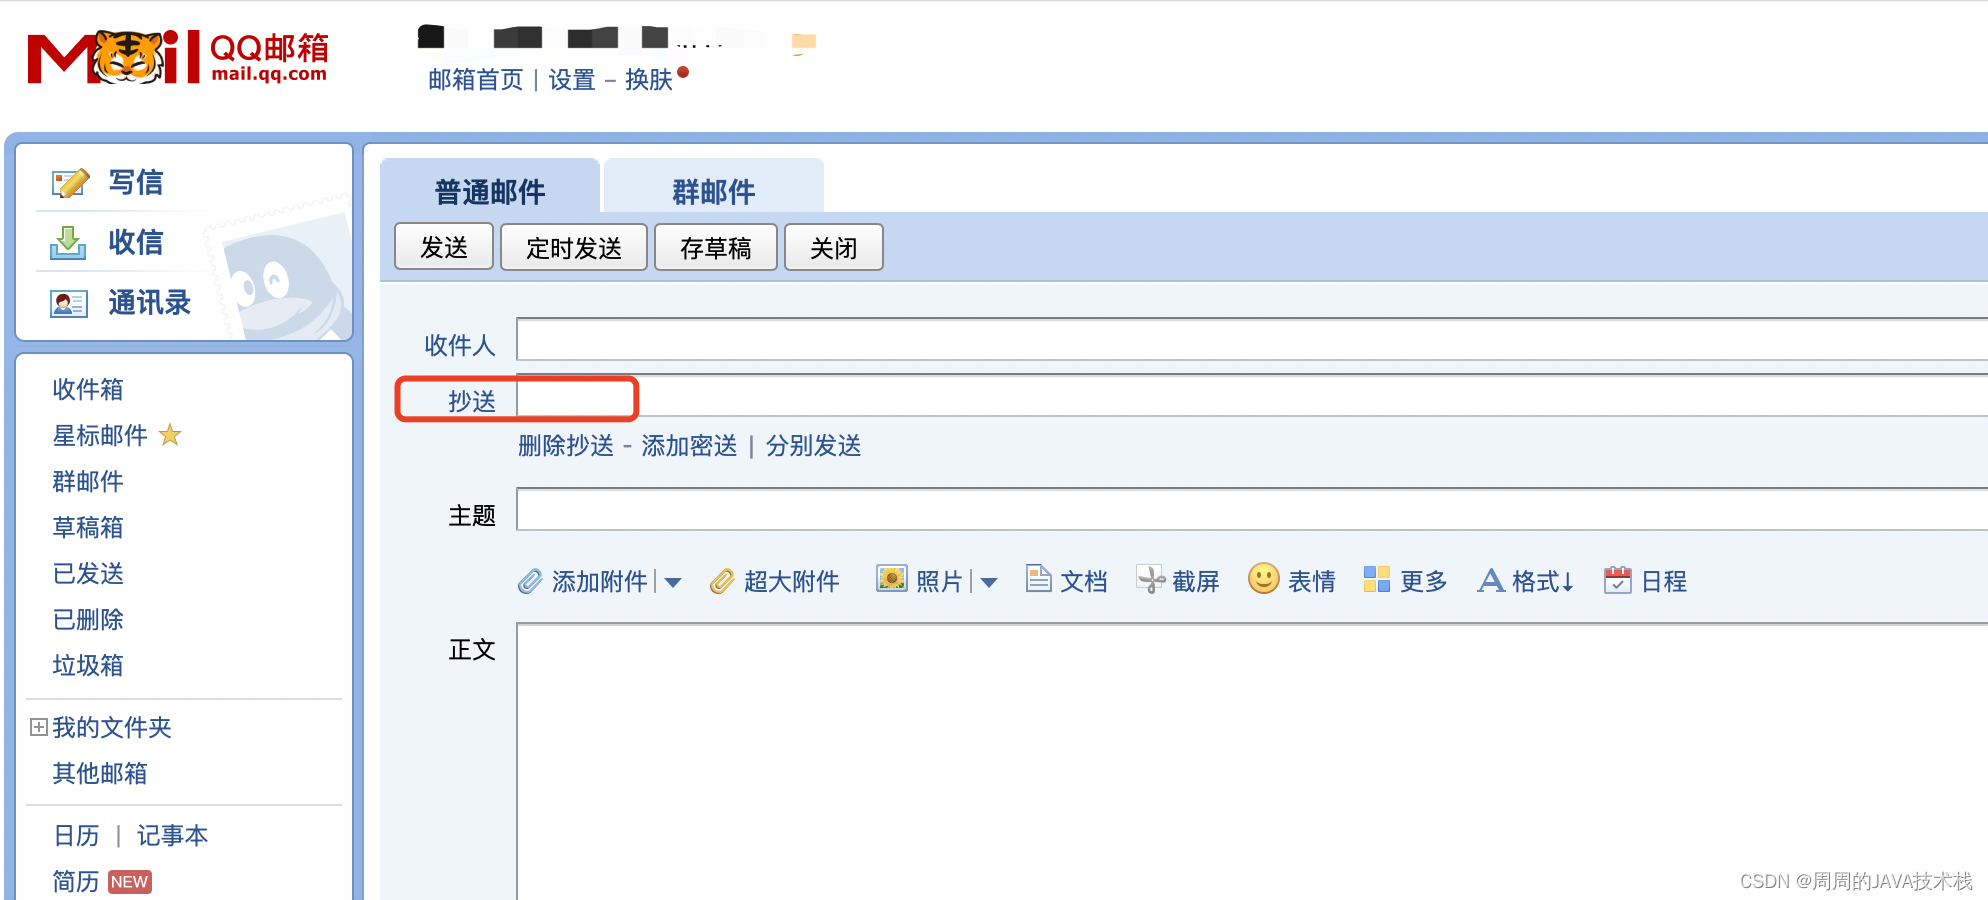 Mail QQ邮箱
mail.qq.com
邮箱首页 | 设置 - 换肤
写信
收信
通讯录
收件箱
星标邮件
群邮件
草稿箱
已发送
已删除
垃圾箱
我的文件夹
其他邮箱
日历 | 记事本
简历 NEW
普通邮件 群邮件
发送 定时发送 存草稿 关闭
收件人
抄送
删除抄送 - 添加密送 | 分别发送
主题
添加附件 | 超大附件 照片 | 文档 截屏 表情 更多 格式↓ 日程
正文
CSDN @周周的JAVA技术栈